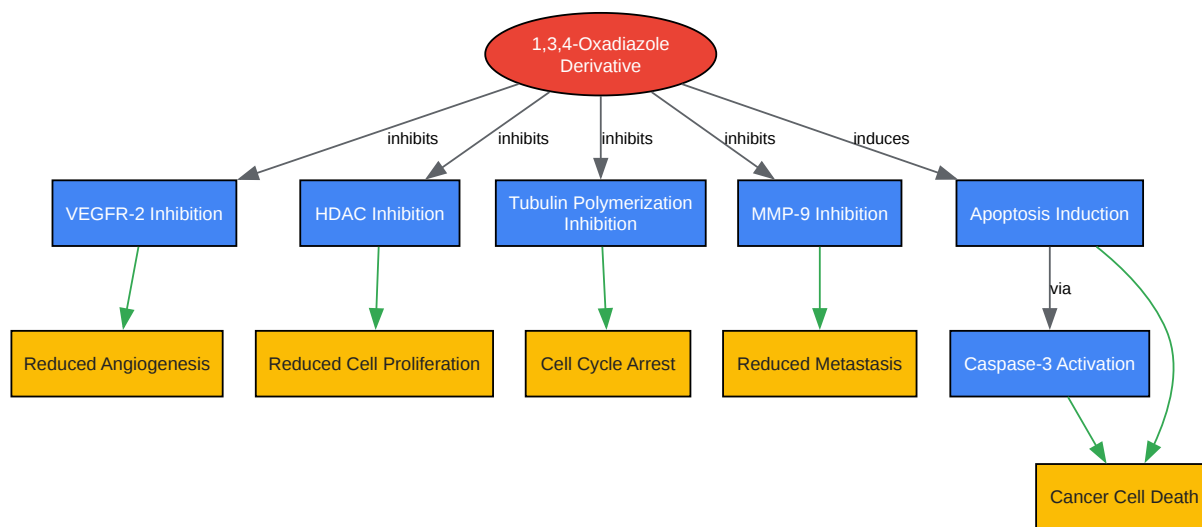 1,3,4-Oxadiazole
Derivative
inhibits
inhibits
inhibits
inhibits
induces
VEGFR-2 Inhibition
HDAC Inhibition
Tubulin Polymerization
Inhibition
MMP-9 Inhibition
Apoptosis Induction
via
Reduced Angiogenesis
Reduced Cell Proliferation
Cell Cycle Arrest
Reduced Metastasis
Caspase-3 Activation
Cancer Cell Death